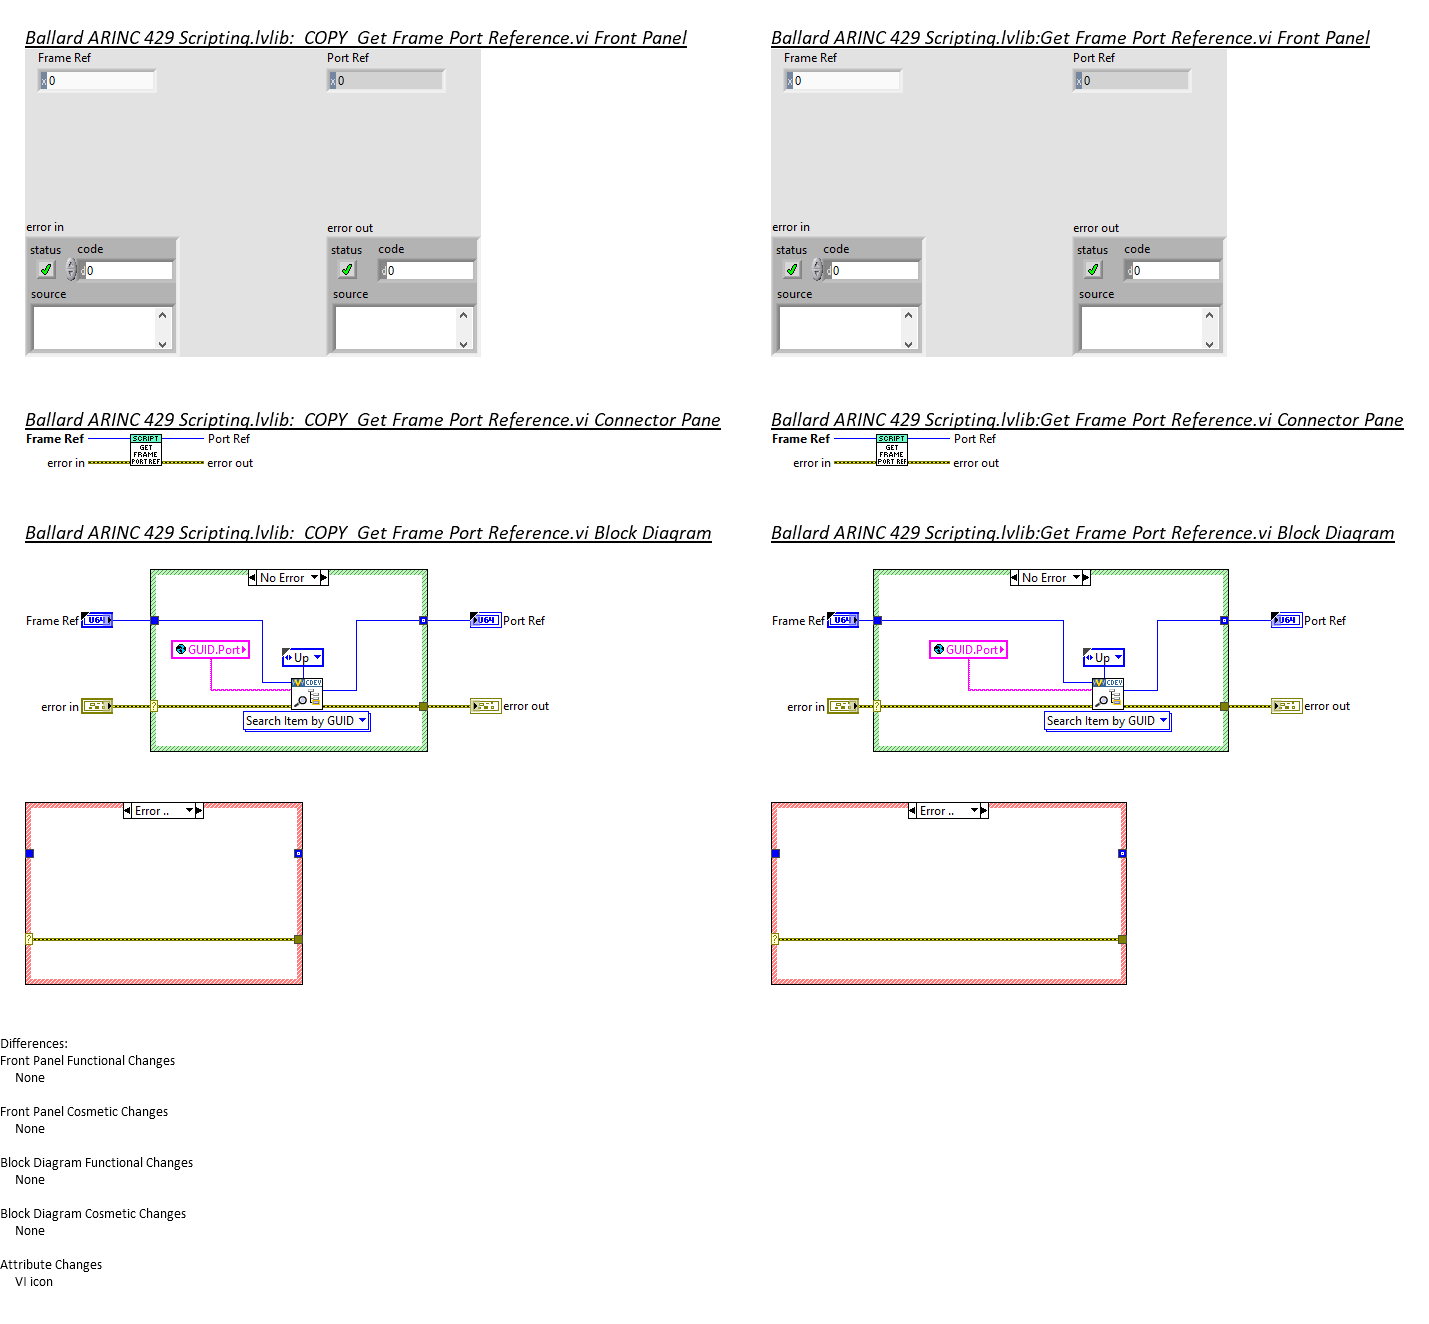 Ballard ARINC 429 Scripting.lvlib:_COPY_Get Frame Port Reference.vi Front Panel
Frame Ref
Port Ref
x 0
x 0
error in
error out
status code
status code
d 0
d 0
source
source
Ballard ARINC 429 Scripting.lvlib:Get Frame Port Reference.vi Front Panel
Frame Ref
Port Ref
x 0
x 0
error in
error out
status code
status code
d 0
d 0
source
source
Ballard ARINC 429 Scripting.lvlib:_COPY_Get Frame Port Reference.vi Connector Pane
Frame Ref
SCRIPT
Port Ref
GET
FRAME
PORT REF
error in
error out
Ballard ARINC 429 Scripting.lvlib:Get Frame Port Reference.vi Connector Pane
Frame Ref
SCRIPT
Port Ref
GET
FRAME
PORT REF
error in
error out
Ballard ARINC 429 Scripting.lvlib:_COPY_Get Frame Port Reference.vi Block Diagram
No Error
Frame Ref
U64
U64
Port Ref
GUID.Port
Up
CDEV
error in
?
error out
Search Item by GUID
Error ..
?
Ballard ARINC 429 Scripting.lvlib:Get Frame Port Reference.vi Block Diagram
No Error
Frame Ref
U64
U64
Port Ref
GUID.Port
Up
CDEV
error in
?
error out
Search Item by GUID
Error ..
?
Differences:
Front Panel Functional Changes
None
Front Panel Cosmetic Changes
None
Block Diagram Functional Changes
None
Block Diagram Cosmetic Changes
None
Attribute Changes
VI icon